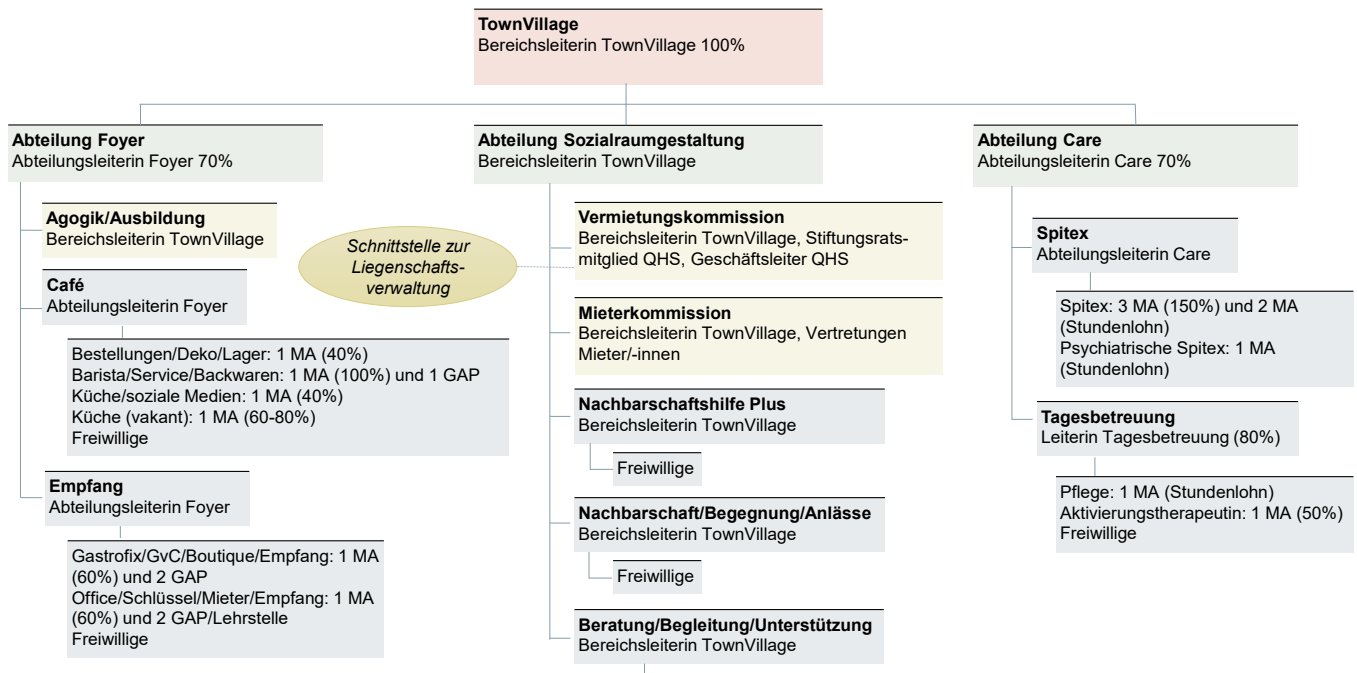 TownVillage
Bereichsleiterin TownVillage 100%
Abteilung Foyer
Abteilungsleiterin Foyer 70%
Agogik/Ausbildung
Bereichsleiterin TownVillage
Café
Abteilungsleiterin Foyer
Bestellungen/Deko/Lager: 1 MA (40%)
Barista/Service/Backwaren: 1 MA (100%) und 1 GAP
Küche/soziale Medien: 1 MA (40%)
Küche (vakant): 1 MA (60-80%)
Freiwillige
Empfang
Abteilungsleiterin Foyer
Gastrofix/GvC/Boutique/Empfang: 1 MA
(60%) und 2 GAP
Office/Schlüssel/Mieter/Empfang: 1 MA
(60%) und 2 GAP/Lehrstelle
Freiwillige
Abteilung Sozialraumgestaltung
Bereichsleiterin TownVillage
Schnittstelle zur
Liegenschafts-
verwaltung
Vermietungskommission
Bereichsleiterin TownVillage, Stiftungsrats-
mitglied QHS, Geschäftsleiter QHS
Mieterkommission
Bereichsleiterin TownVillage, Vertretungen
Mieter/-innen
Nachbarschaftshilfe Plus
Bereichsleiterin TownVillage
Freiwillige
Nachbarschaft/Begegnung/Anlässe
Bereichsleiterin TownVillage
Freiwillige
Beratung/Begleitung/Unterstützung
Bereichsleiterin TownVillage
Abteilung Care
Abteilungsleiterin Care 70%
Spitex
Abteilungsleiterin Care
Spitex: 3 MA (150%) und 2 MA
(Stundenlohn)
Psychiatrische Spitex: 1 MA
(Stundenlohn)
Tagesbetreuung
Leiterin Tagesbetreuung (80%)
Pflege: 1 MA (Stundenlohn)
Aktivierungstherapeutin: 1 MA (50%)
Freiwillige